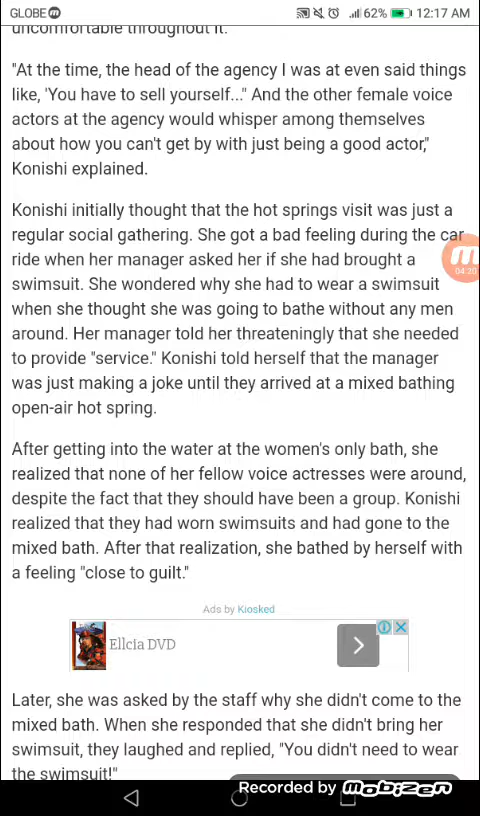 GLOBE
62%
12:17 AM
uncomfortable throughout it.
"At the time, the head of the agency I was at even said things
like, 'You have to sell yourself..." And the other female voice
actors at the agency would whisper among themselves
about how you can't get by with just being a good actor,"
Konishi explained.
Konishi initially thought that the hot springs visit was just a
regular social gathering. She got a bad feeling during the car
ride when her manager asked her if she had brought a
swimsuit. She wondered why she had to wear a swimsuit
04:20
when she thought she was going to bathe without any men
around. Her manager told her threateningly that she needed
to provide "service." Konishi told herself that the manager
was just making a joke until they arrived at a mixed bathing
open-air hot spring.
After getting into the water at the women's only bath, she
realized that none of her fellow voice actresses were around,
despite the fact that they should have been a group. Konishi
realized that they had worn swimsuits and had gone to the
mixed bath. After that realization, she bathed by herself with
a feeling "close to guilt."
Ads by Kiosked
Ellcia DVD
Later, she was asked by the staff why she didn't come to the
mixed bath. When she responded that she didn't bring her
swimsuit, they laughed and replied, "You didn't need to wear
the swimsuit!"
Recorded by mobizen